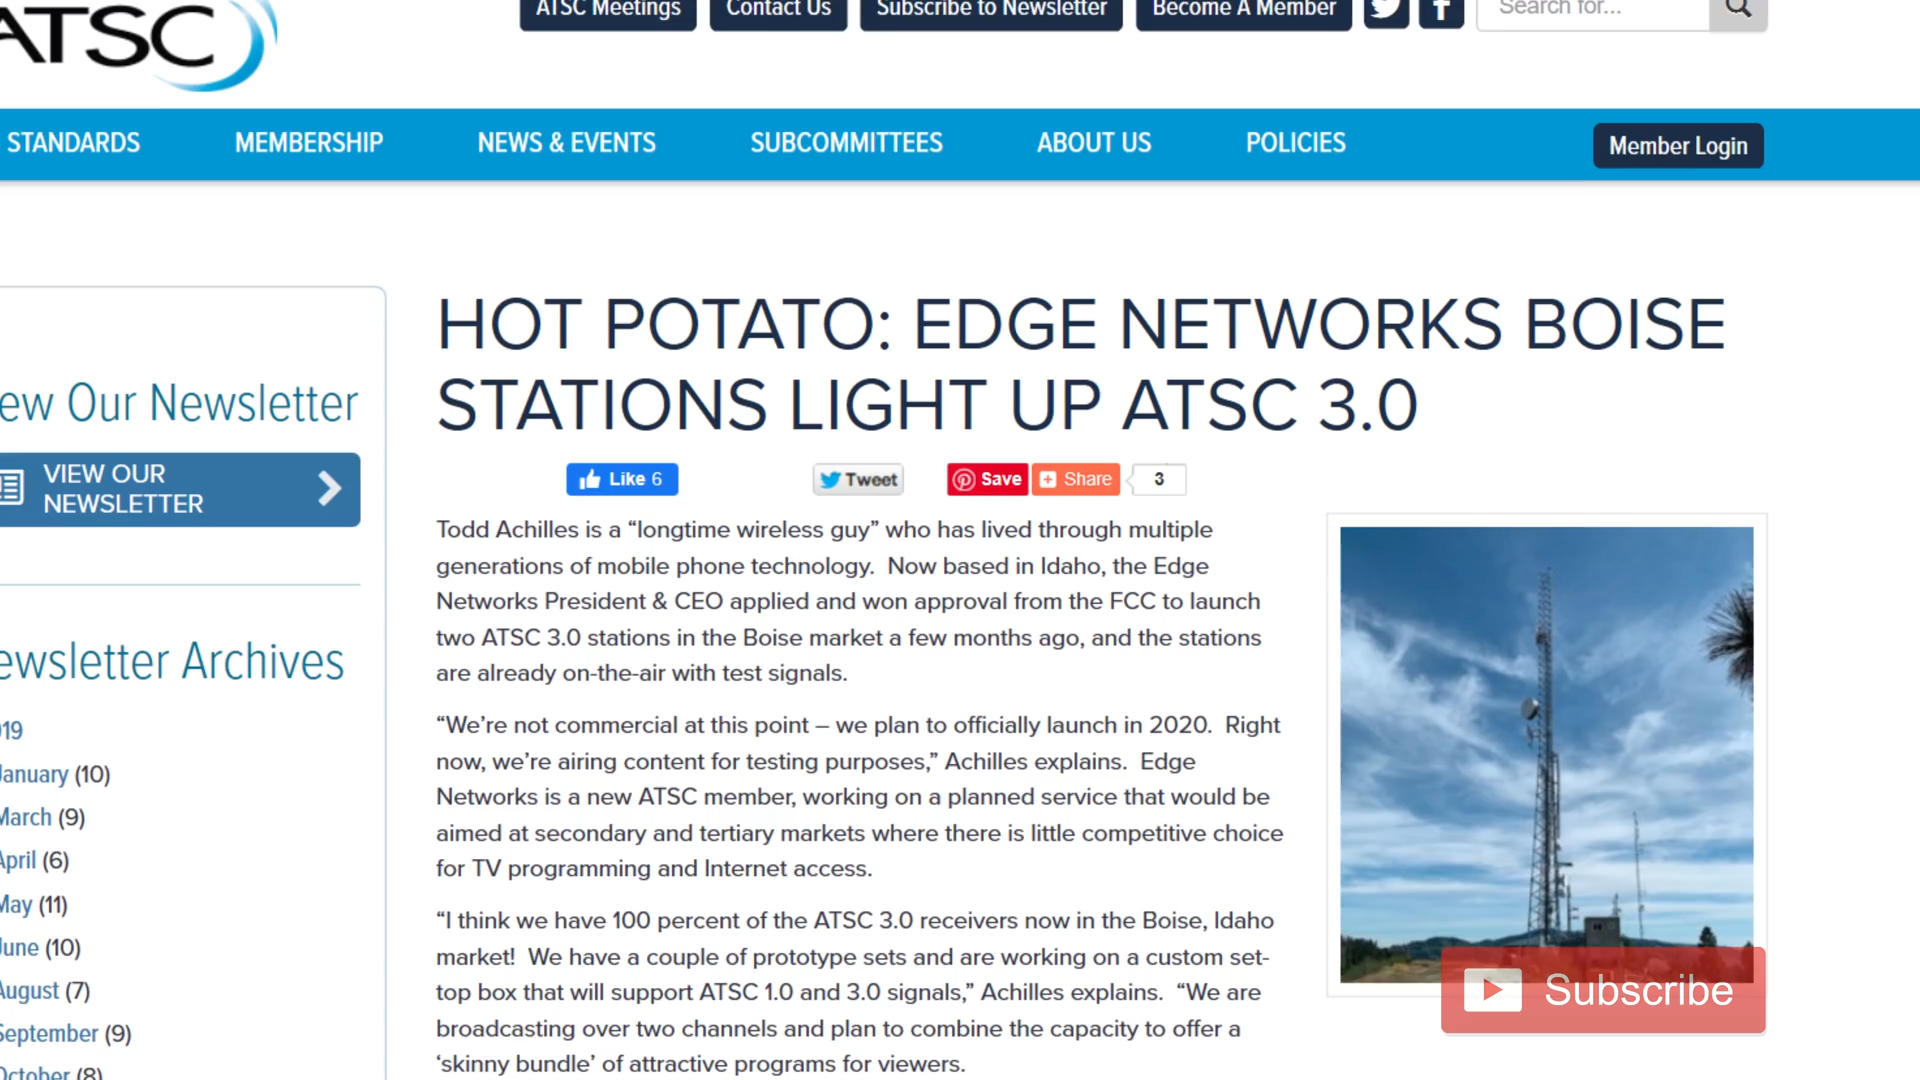 ATSC Meetings
Contact Us
Subscribe to Newsletter
Become A Member
Search for...
ATSC
STANDARDS
MEMBERSHIP
NEWS & EVENTS
SUBCOMMITTEES
ABOUT US
POLICIES
Member Login
ew Our Newsletter
VIEW OUR
NEWSLETTER
ewsletter Archives
19
January (10)
March (9)
April (6)
May (11)
June (10)
August (7)
September (9)
October (8)
HOT POTATO: EDGE NETWORKS BOISE
STATIONS LIGHT UP ATSC 3.0
Like 6
Tweet
Save
Share
3
Todd Achilles is a “longtime wireless guy” who has lived through multiple
generations of mobile phone technology.  Now based in Idaho, the Edge
Networks President & CEO applied and won approval from the FCC to launch
two ATSC 3.0 stations in the Boise market a few months ago, and the stations
are already on-the-air with test signals.
“We’re not commercial at this point – we plan to officially launch in 2020.  Right
now, we’re airing content for testing purposes,” Achilles explains.  Edge
Networks is a new ATSC member, working on a planned service that would be
aimed at secondary and tertiary markets where there is little competitive choice
for TV programming and Internet access.
“I think we have 100 percent of the ATSC 3.0 receivers now in the Boise, Idaho
market!  We have a couple of prototype sets and are working on a custom set-
top box that will support ATSC 1.0 and 3.0 signals,” Achilles explains.  “We are
broadcasting over two channels and plan to combine the capacity to offer a
‘skinny bundle’ of attractive programs for viewers.
Subscribe